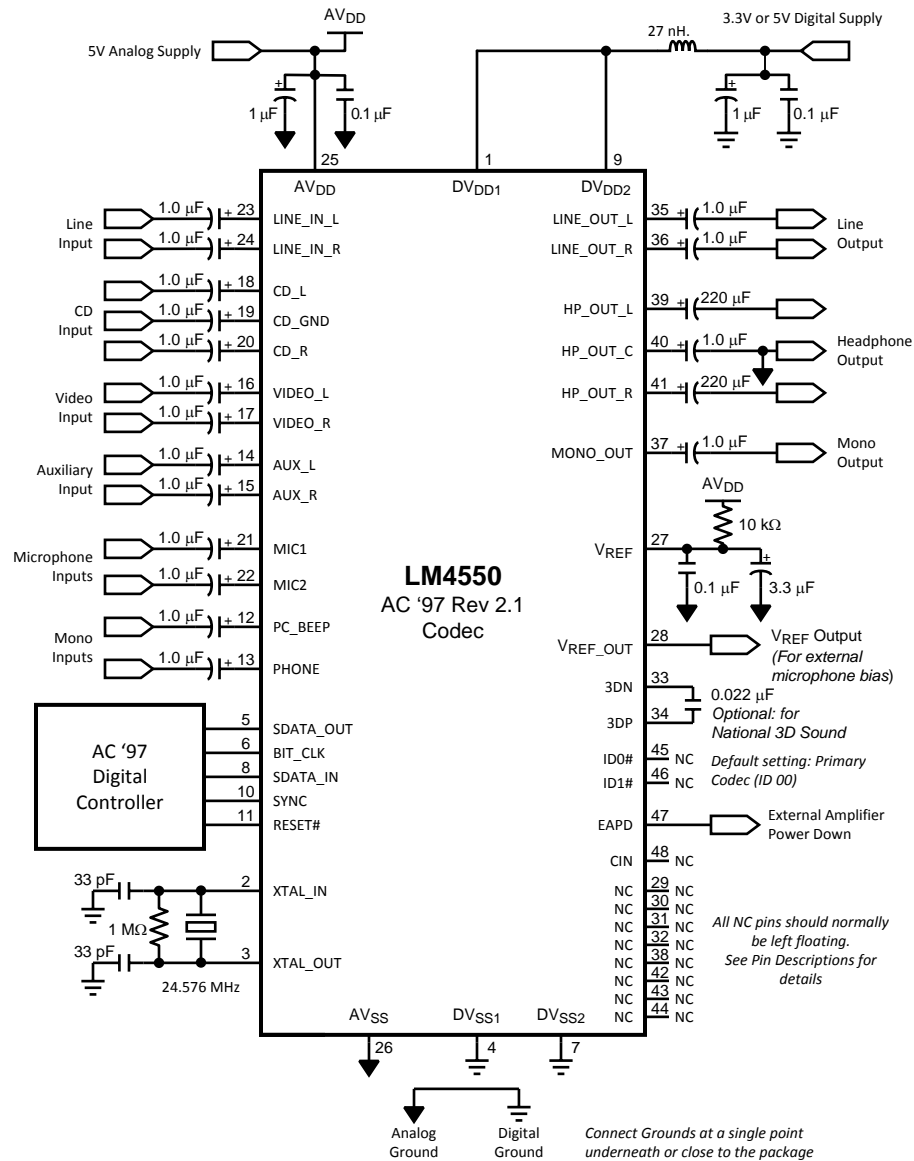 AVDD
5V Analog Supply
1 μF
0.1 μF
27 nH.
3.3V or 5V Digital Supply
1 μF
0.1 μF
25
1
9
AVDD
DVDD1
DVDD2
Line
Input
1.0 μF
+ 23
LINE_IN_L
1.0 μF
+ 24
LINE_IN_R
CD
Input
1.0 μF
+ 18
CD_L
1.0 μF
+ 19
CD_GND
1.0 μF
+ 20
CD_R
Video
Input
1.0 μF
+ 16
VIDEO_L
1.0 μF
+ 17
VIDEO_R
Auxiliary
Input
1.0 μF
+ 14
AUX_L
1.0 μF
+ 15
AUX_R
Microphone
Inputs
1.0 μF
+ 21
MIC1
1.0 μF
+ 22
MIC2
Mono
Inputs
1.0 μF
+ 12
PC_BEEP
1.0 μF
+ 13
PHONE
AC '97
Digital
Controller
5
SDATA_OUT
6
BIT_CLK
8
SDATA_IN
10
SYNC
11
RESET#
33 pF
2
XTAL_IN
1 MΩ
33 pF
3
XTAL_OUT
24.576 MHz
LM4550
AC '97 Rev 2.1
Codec
LINE_OUT_L
35 +
1.0 μF
LINE_OUT_R
36 +
1.0 μF
Line
Output
HP_OUT_L
39 +
220 μF
HP_OUT_C
40 +
1.0 μF
HP_OUT_R
41 +
220 μF
Headphone
Output
MONO_OUT
37 +
1.0 μF
Mono
Output
AVDD
10 kΩ
VREF
27
0.1 μF
+
3.3 μF
VREF_OUT
28
VREF Output
(For external
microphone bias)
3DN
33
3DP
34
0.022 μF
Optional: for
National 3D Sound
ID0#
45
NC
ID1#
46
NC
Default setting: Primary
Codec (ID 00)
EAPD
47
External Amplifier
Power Down
CIN
48
NC
NC 29 NC
NC 30 NC
NC 31 NC
NC 32 NC
NC 38 NC
NC 42 NC
NC 43 NC
NC 44 NC
All NC pins should normally
be left floating.
See Pin Descriptions for
details
AVSS
DVSS1
DVSS2
26
4
7
Analog
Ground
Digital
Ground
Connect Grounds at a single point
underneath or close to the package